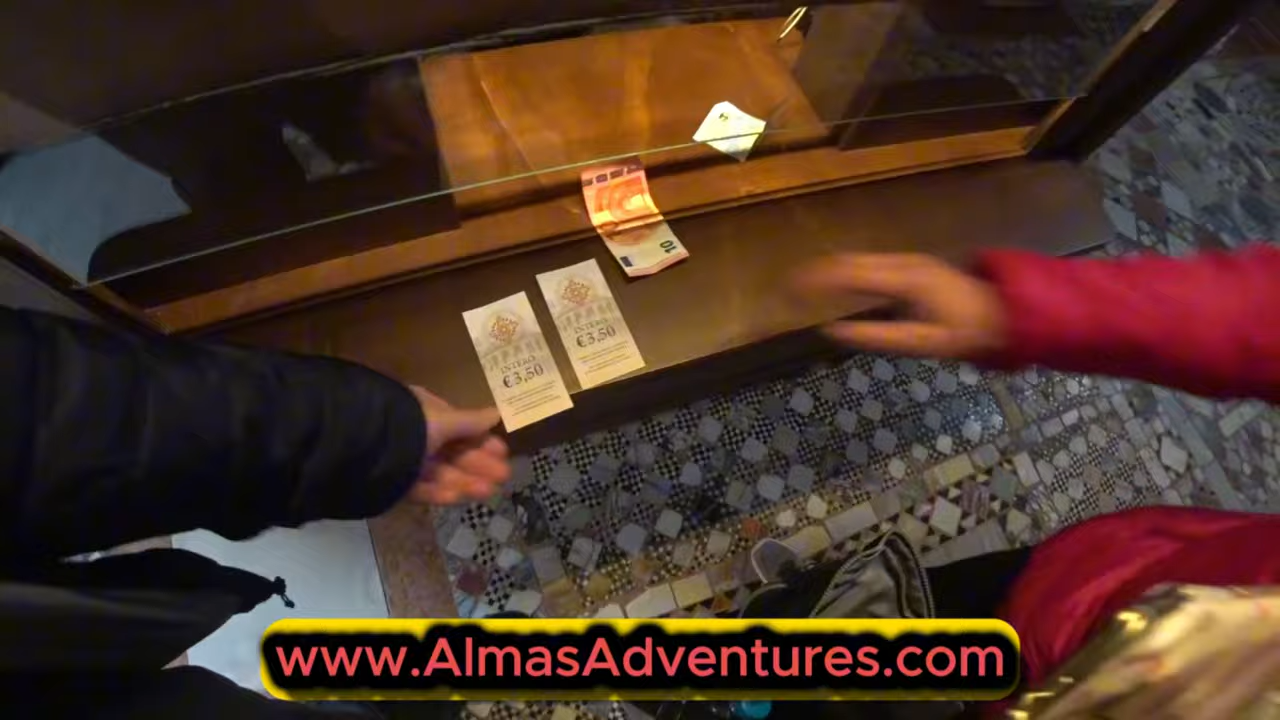 10
INTERO
€3,50
INTERO
€3,50
www.AlmasAdventures.com